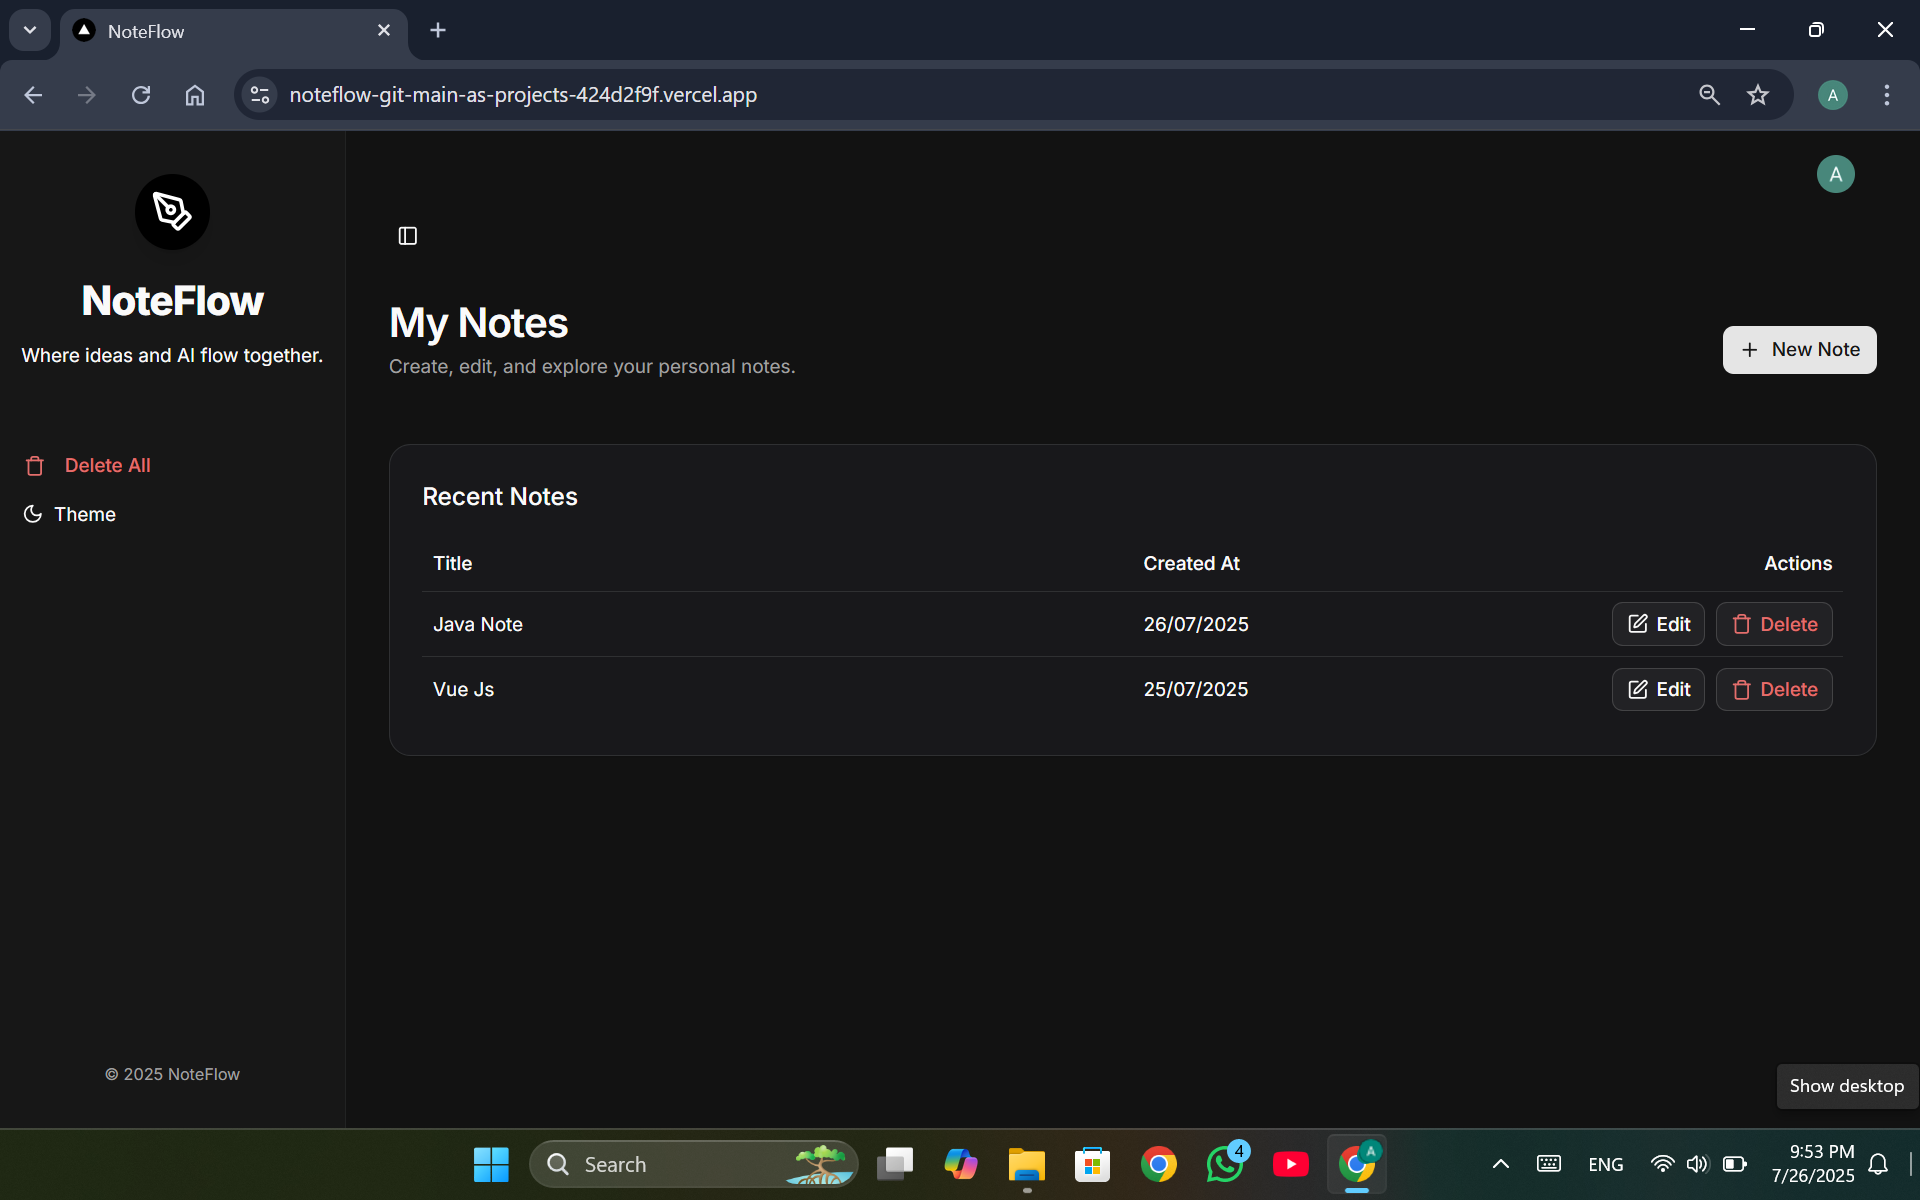 NoteFlow
noteflow-git-main-as-projects-424d2f9f.vercel.app
A
A
NoteFlow
Where ideas and AI flow together.
Delete All
Theme
© 2025 NoteFlow
My Notes
Create, edit, and explore your personal notes.
New Note
Recent Notes
Title Created At Actions
Java Note 26/07/2025 Edit Delete
Vue Js 25/07/2025 Edit Delete
Show desktop
Search
4
A
ENG
9:53 PM
7/26/2025